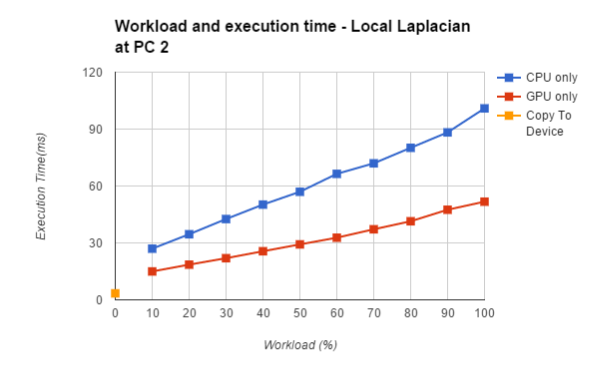 Workload and execution time - Local Laplacian
at PC 2
120
90
60
30
0
Execution Time(ms)
0 10 20 30 40 50 60 70 80 90 100
Workload (%)
CPU only
GPU only
Copy To
Device